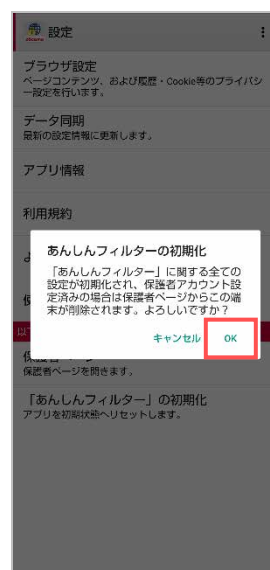 設定
ブラウザ設定
ページコンテンツ、および履歴・Cookie等のプライバシ
ー設定を行います。
データ同期
最新の設定情報に更新します。
アプリ情報
利用規約
あんしんフィルターの初期化
「あんしんフィルター」に関する全ての
設定が初期化され、保護者アカウント設
定済みの場合は保護者ページからこの端
末が削除されます。よろしいですか？
キャンセル
OK
保護者ページを開きます。
「あんしんフィルター」の初期化
アプリを初期状態へリセットします。